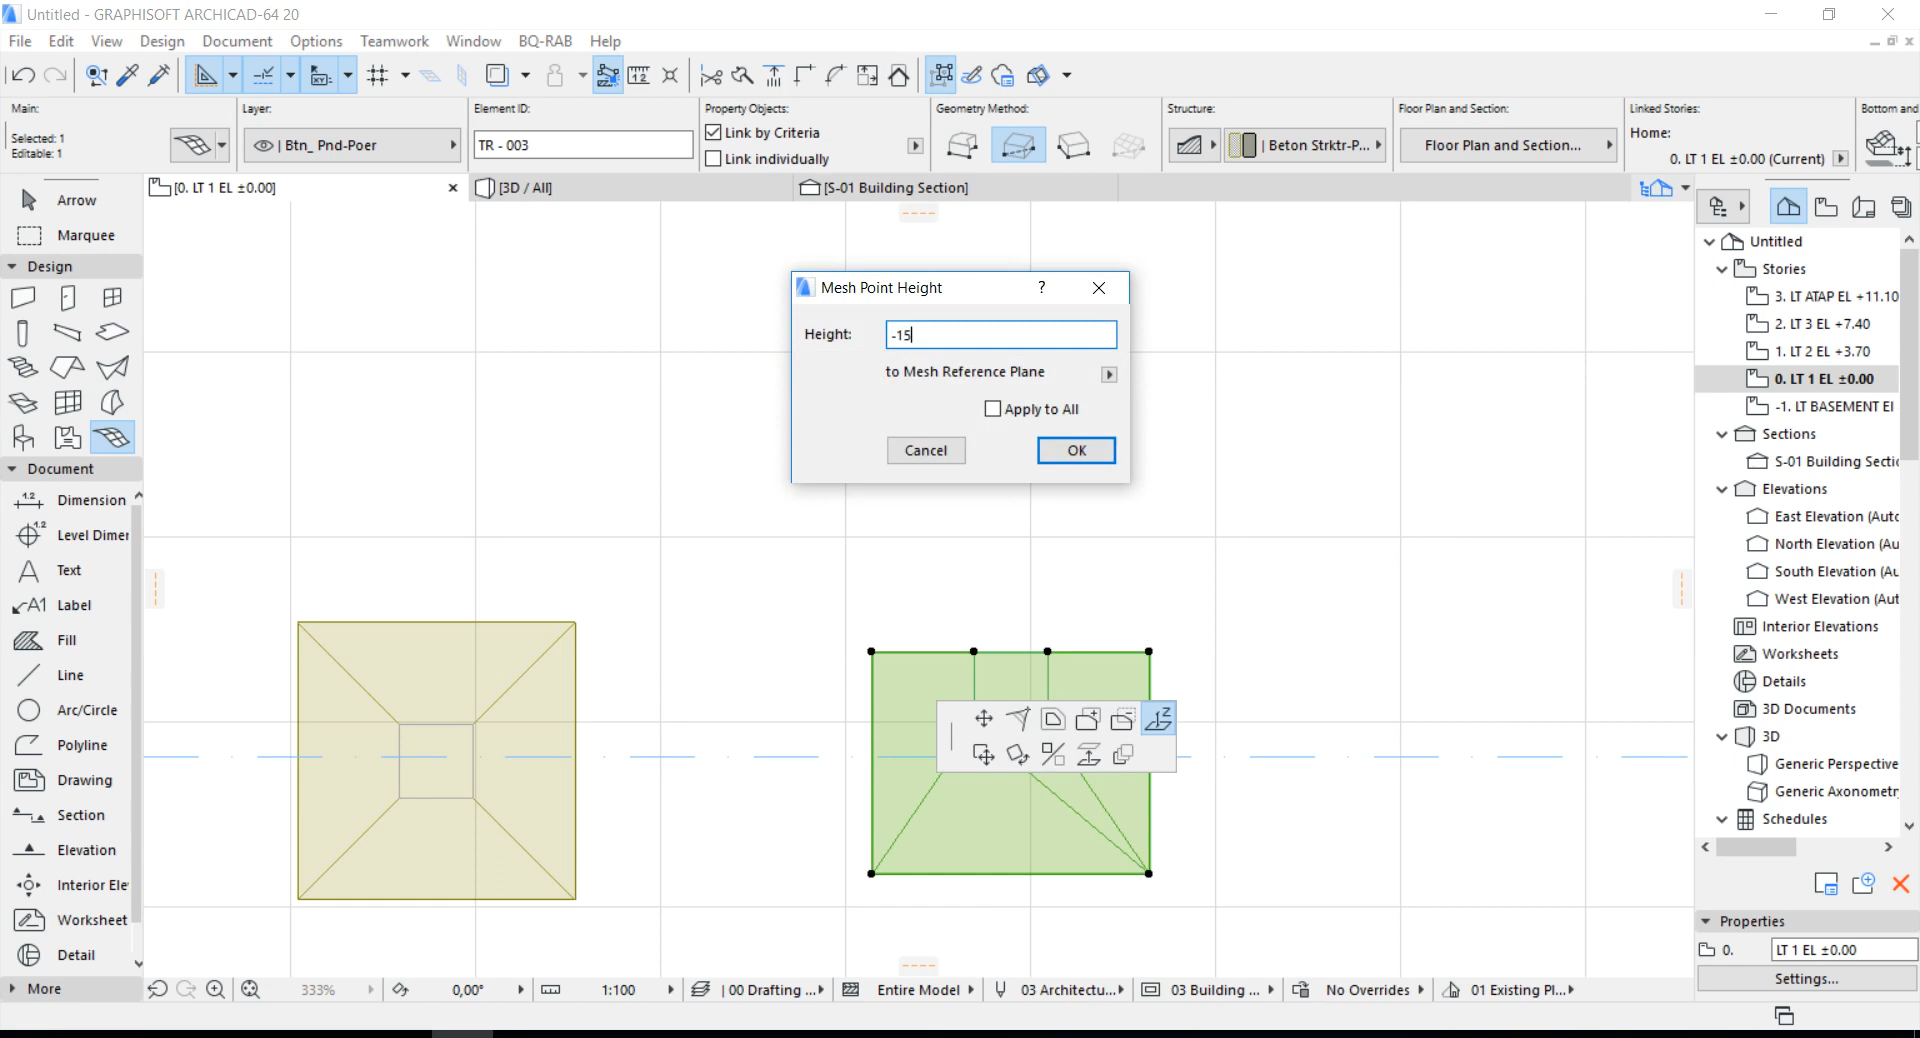 Untitled - GRAPHISOFT ARCHICAD-64 20
File Edit View Design Document Options Teamwork Window BQ-RAB Help
Main: Layer: Element ID: Property Objects: Geometry Method: Structure: Floor Plan and Section: Linked Stories: Bottom and
Selected: 1
Editable: 1
| Btn_ Pnd-Poer
TR - 003
Link by Criteria
Link individually
| Beton Strktr-P...
Floor Plan and Section...
Home:
0. LT 1 EL ±0.00 (Current)
[0. LT 1 EL ±0.00]
[3D / All]
[S-01 Building Section]
Arrow
Marquee
Design
Document
1.2
Dimension
1.2
Level Dimer
Text
A1 Label
Fill
Line
Arc/Circle
Polyline
Drawing
Section
Elevation
Interior Ele
Worksheet
Detail
More
Mesh Point Height ?
Height: -15
to Mesh Reference Plane
Apply to All
Cancel OK
Z
Untitled
Stories
3. LT ATAP EL +11.10
2. LT 3 EL +7.40
1. LT 2 EL +3.70
0. LT 1 EL ±0.00
-1. LT BASEMENT El
Sections
S-01 Building Sectio
Elevations
East Elevation (Auto
North Elevation (Au
South Elevation (Au
West Elevation (Aut
Interior Elevations
Worksheets
Details
3D Documents
3D
Generic Perspective
Generic Axonometr
Schedules
Properties
0. LT 1 EL ±0.00
Settings...
333% 0,00° 1:100 | 00 Drafting ... Entire Model 03 Architectu... 03 Building ... No Overrides 01 Existing Pl...